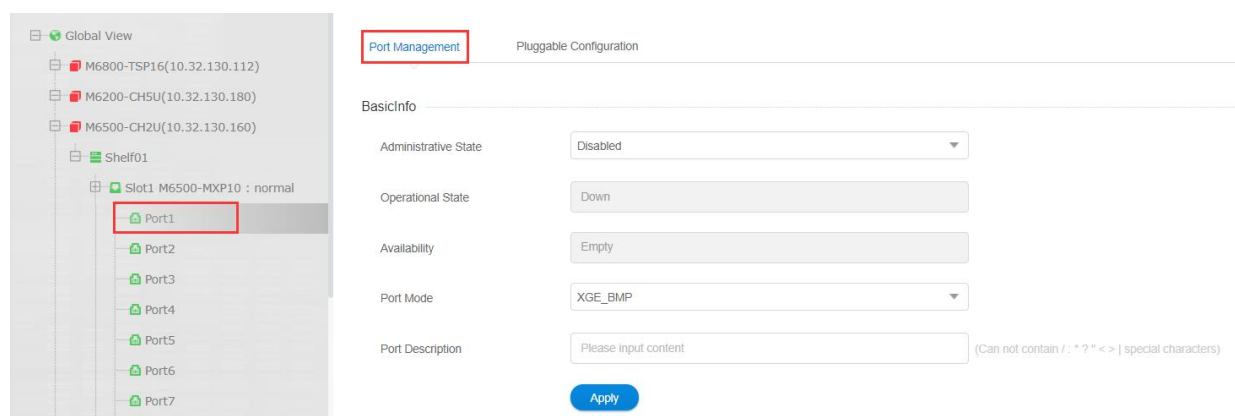 Global View
M6800-TSP16(10.32.130.112)
M6200-CH5U(10.32.130.180)
M6500-CH2U(10.32.130.160)
Shelf01
Slot1 M6500-MXP10 : normal
Port1
Port2
Port3
Port4
Port5
Port6
Port7
Port Management Pluggable Configuration
BasicInfo
Administrative State Disabled
Operational State Down
Availability Empty
Port Mode XGE_BMP
Port Description Please input content (Can not contain / : * ? " < > | special characters)
Apply